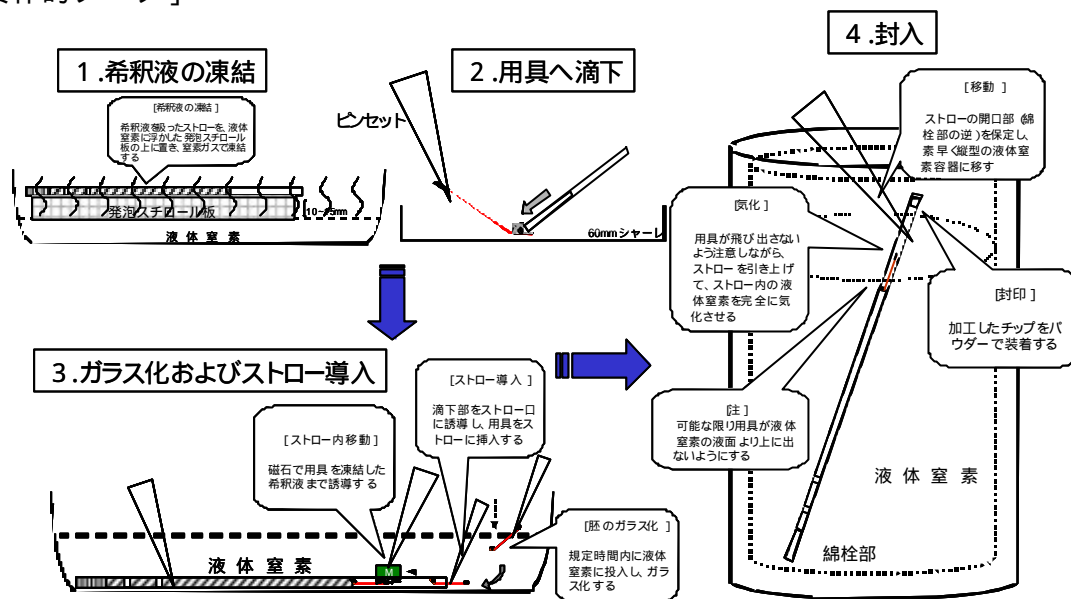 1.希釈液の凍結
[希釈液の凍結]
希釈液を吸ったストローを、液体
窒素に浮かした発泡スチロール
板の上に置き、窒素ガスで凍結
する
発泡スチロール板
液体窒素
2.用具へ滴下
ピンセット
60mmシャーレ
3.ガラス化およびストロー導入
[ストロー導入]
滴下部をストロー口
に誘導し、用具をス
トローに挿入する
[ストロー内移動]
磁石で用具を凍結した
希釈液まで誘導する
[胚のガラス化]
規定時間内に液体
窒素に投入し、ガラ
ス化する
液体窒素
M
4.封入
[移動]
ストローの開口部(綿
栓部の逆)を保定し、
素早く縦型の液体窒
素容器に移す
[気化]
用具が飛び出さない
よう注意しながら、
ストローを引き上げ
て、ストロー内の液
体窒素を完全に気
化させる
[封印]
加工したチップをパ
ウダーで装着する
[注]
可能な限り用具が液体
窒素の液面より上に出
ないようにする
液体窒素
綿栓部